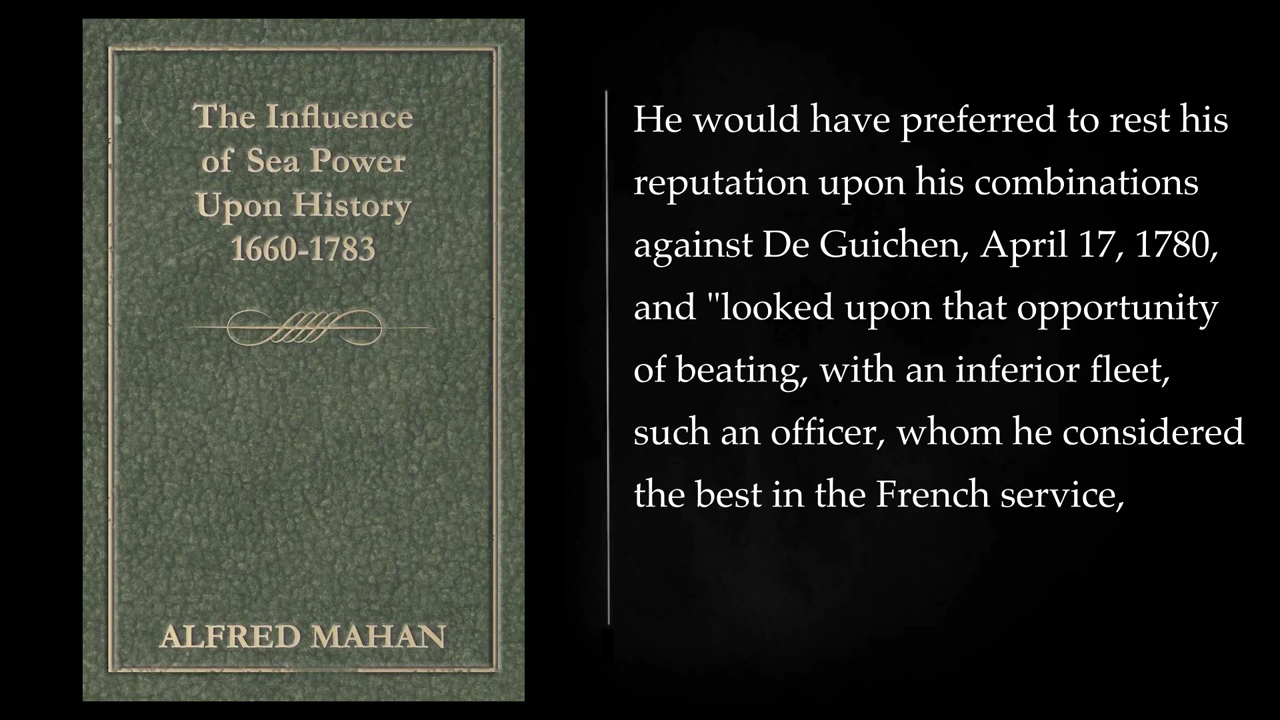 The Influence
of Sea Power
Upon History
1660-1783
ALFRED MAHAN
He would have preferred to rest his
reputation upon his combinations
against De Guichen, April 17, 1780,
and "looked upon that opportunity
of beating, with an inferior fleet,
such an officer, whom he considered
the best in the French service,